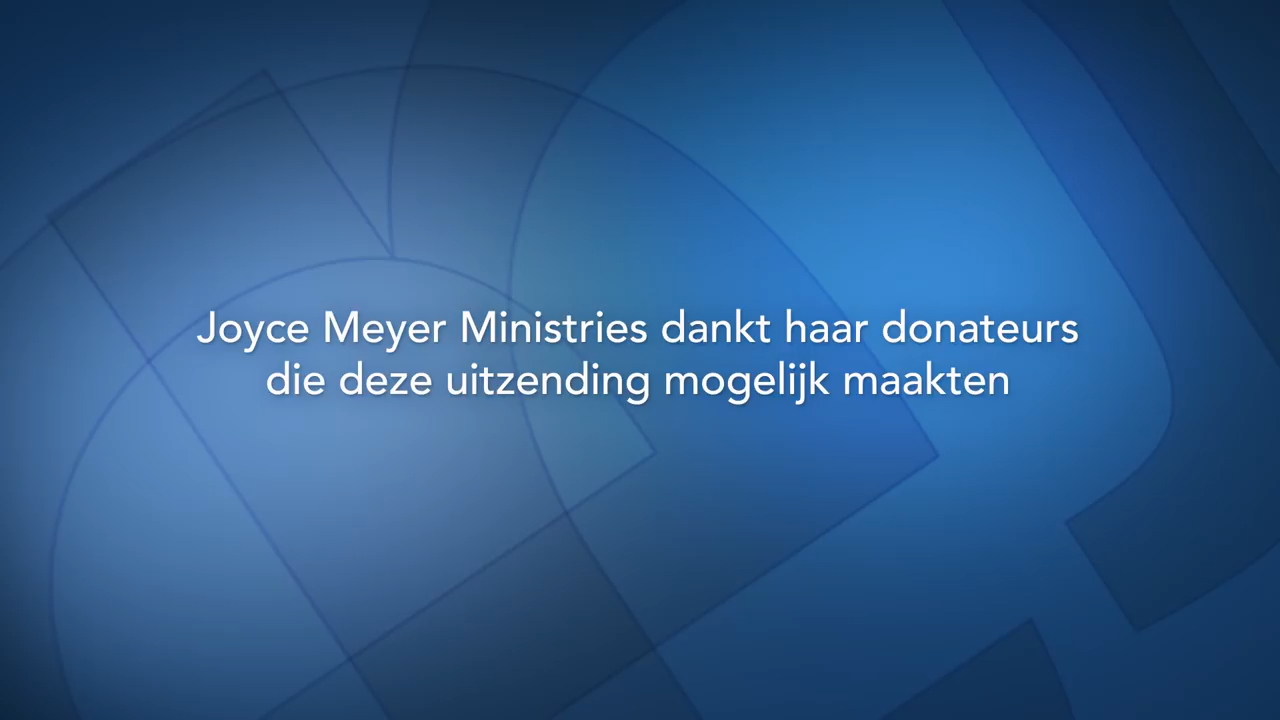 Joyce Meyer Ministries dankt haar donateurs
die deze uitzending mogelijk maakten